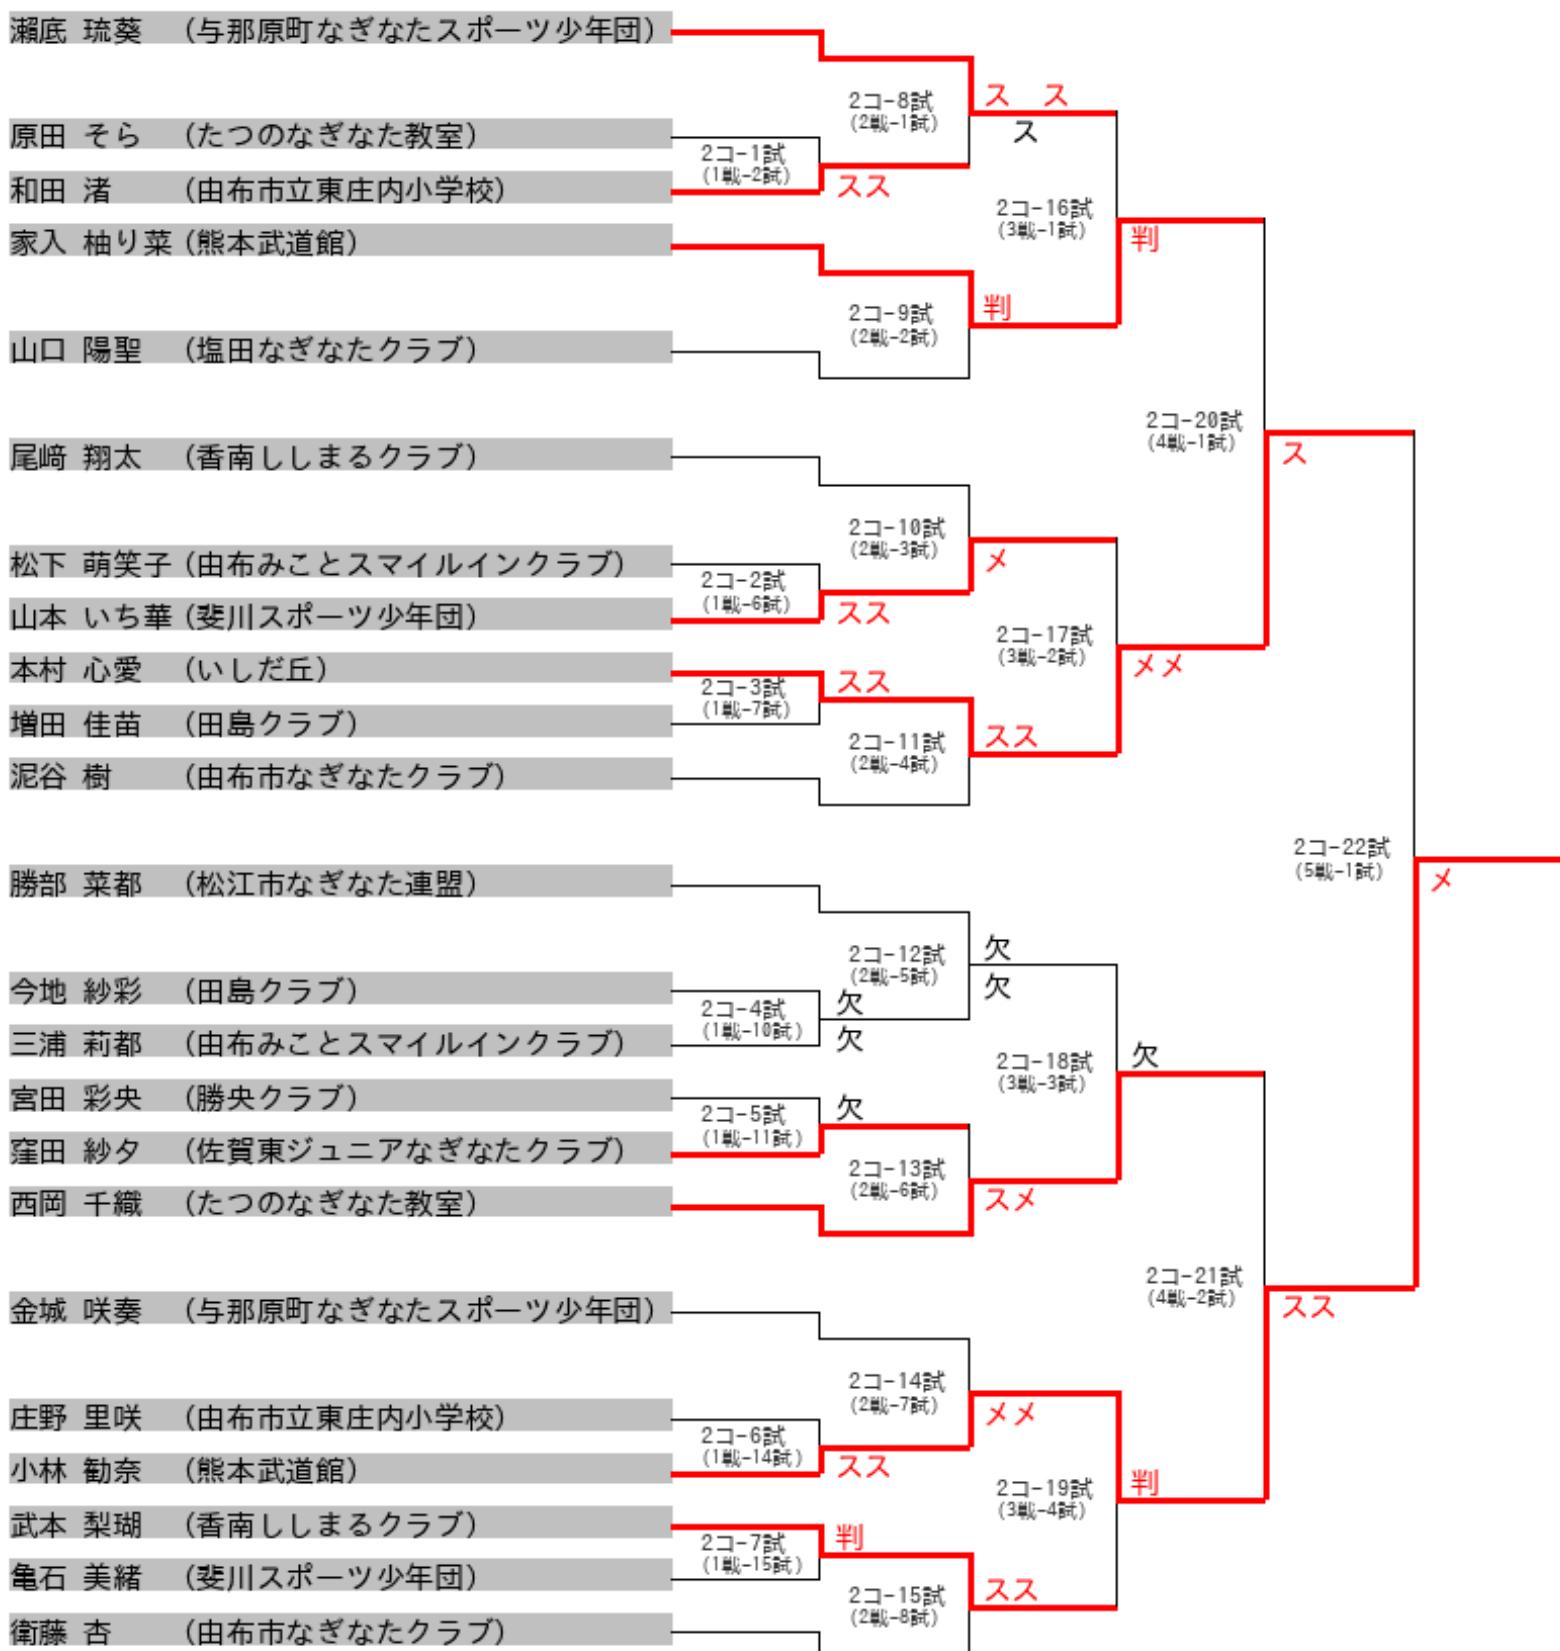 瀬底 琉葵 (与那原町なぎなたスポーツ少年団)
ス ス
2コ-8試
(2戦-1試)
ス
原田 そら (たつのなぎなた教室)
2コ-1試
(1戦-2試)
和田 渚 (由布市立東庄内小学校)
スス
2コ-16試
(3戦-1試)
家入 柚り菜 (熊本武道館)
判
判
2コ-9試
(2戦-2試)
山口 陽聖 (塩田なぎなたクラブ)
2コ-20試
(4戦-1試)
尾﨑 翔太 (香南ししまるクラブ)
ス
2コ-10試
(2戦-3試)
松下 萌笑子 (由布みことスマイルインクラブ)
メ
2コ-2試
(1戦-6試)
山本 いち華 (斐川スポーツ少年団)
スス
2コ-17試
(3戦-2試)
本村 心愛 (いしだ丘)
スス
メメ
2コ-3試
(1戦-7試)
増田 佳苗 (田島クラブ)
スス
2コ-11試
(2戦-4試)
泥谷 樹 (由布市なぎなたクラブ)
2コ-22試
(5戦-1試)
勝部 菜都 (松江市なぎなた連盟)
メ
欠
2コ-12試
(2戦-5試)
今地 紗彩 (田島クラブ)
欠
2コ-4試
(1戦-10試)
欠
三浦 莉都 (由布みことスマイルインクラブ)
欠
欠
2コ-18試
(3戦-3試)
宮田 彩央 (勝央クラブ)
欠
2コ-5試
(1戦-11試)
窪田 紗夕 (佐賀東ジュニアなぎなたクラブ)
2コ-13試
(2戦-6試)
西岡 千織 (たつのなぎなた教室)
スメ
2コ-21試
(4戦-2試)
金城 咲奏 (与那原町なぎなたスポーツ少年団)
スス
2コ-14試
(2戦-7試)
庄野 里咲 (由布市立東庄内小学校)
メメ
2コ-6試
(1戦-14試)
小林 勧奈 (熊本武道館)
スス
判
2コ-19試
(3戦-4試)
武本 梨瑚 (香南ししまるクラブ)
判
2コ-7試
(1戦-15試)
亀石 美緒 (斐川スポーツ少年団)
スス
2コ-15試
(2戦-8試)
衛藤 杏 (由布市なぎなたクラブ)